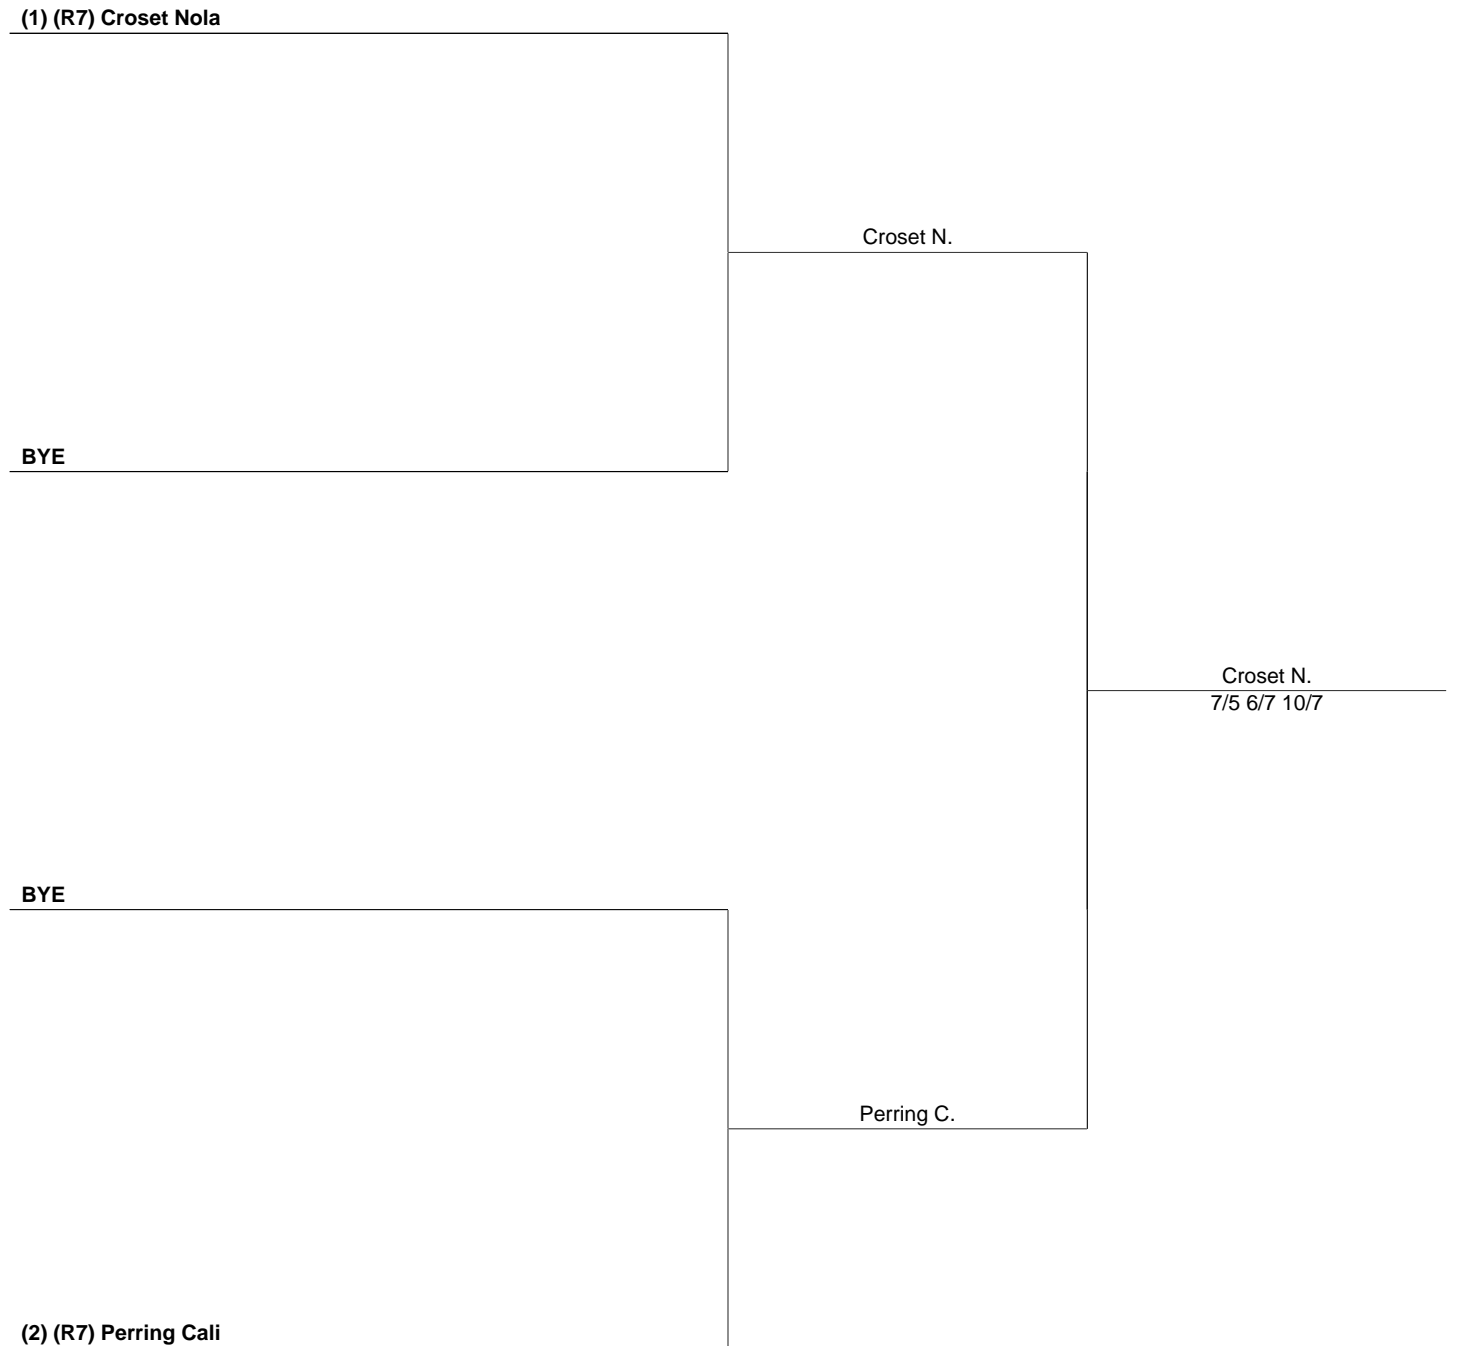 (1) (R7) Croset Nola
Croset N.
BYE
Croset N.
7/5 6/7 10/7
BYE
Perring C.
(2) (R7) Perring Cali